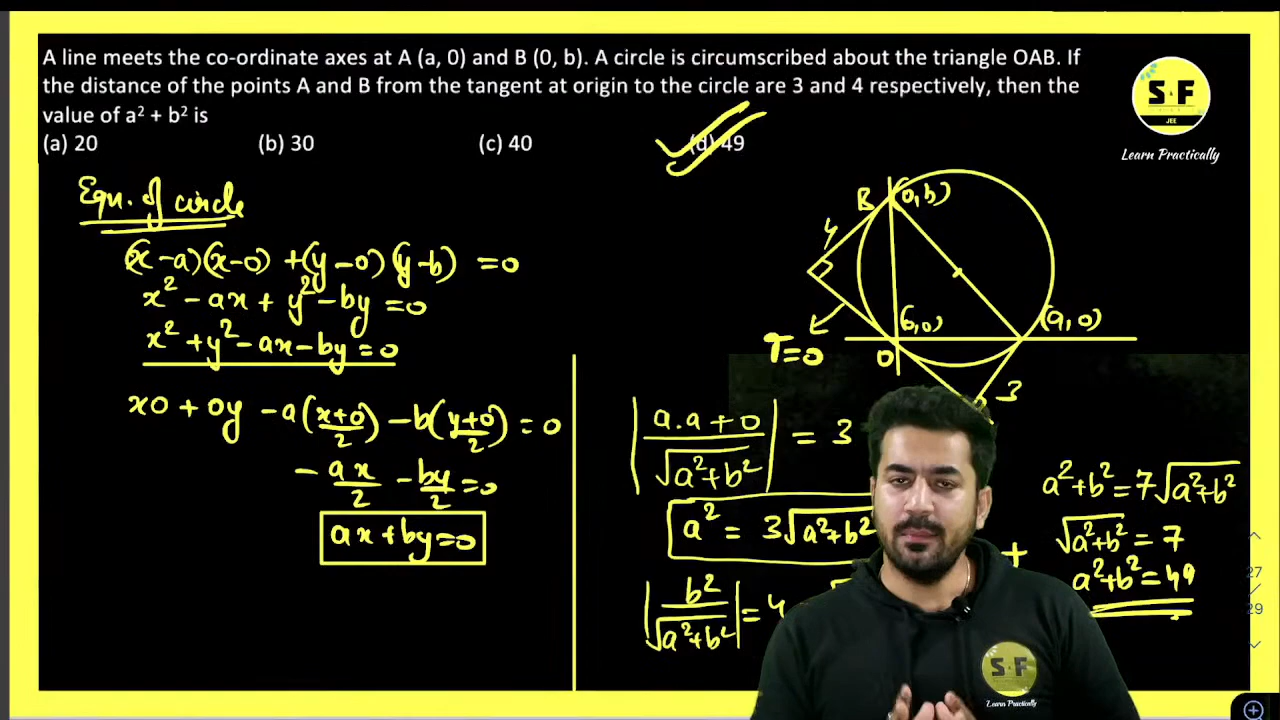 A line meets the co-ordinate axes at A (a, 0) and B (0, b). A circle is circumscribed about the triangle OAB. If
the distance of the points A and B from the tangent at origin to the circle are 3 and 4 respectively, then the
value of a² + b² is
(a) 20 (b) 30 (c) 40 (d) 49
S F
JEE
Learn Practically
Eqn. of circle
(x-a)(x-0) + (y-0)(y-b) = 0
x² - ax + y² - by = 0
x² + y² - ax - by = 0
x0 + 0y - a(x+0/2) - b(y+0/2) = 0
- ax/2 - by/2 = 0
ax + by = 0
B (0, b)
4
(0,0)
(a, 0)
T=0
O
3
|a.a + 0 / √a²+b²| = 3
a² = 3√a²+b²
|b² / √a²+b²| = 4
+
a²+b² = 7√a²+b²
√a²+b² = 7
a²+b² = 49
27
29
S F
Learn Practically